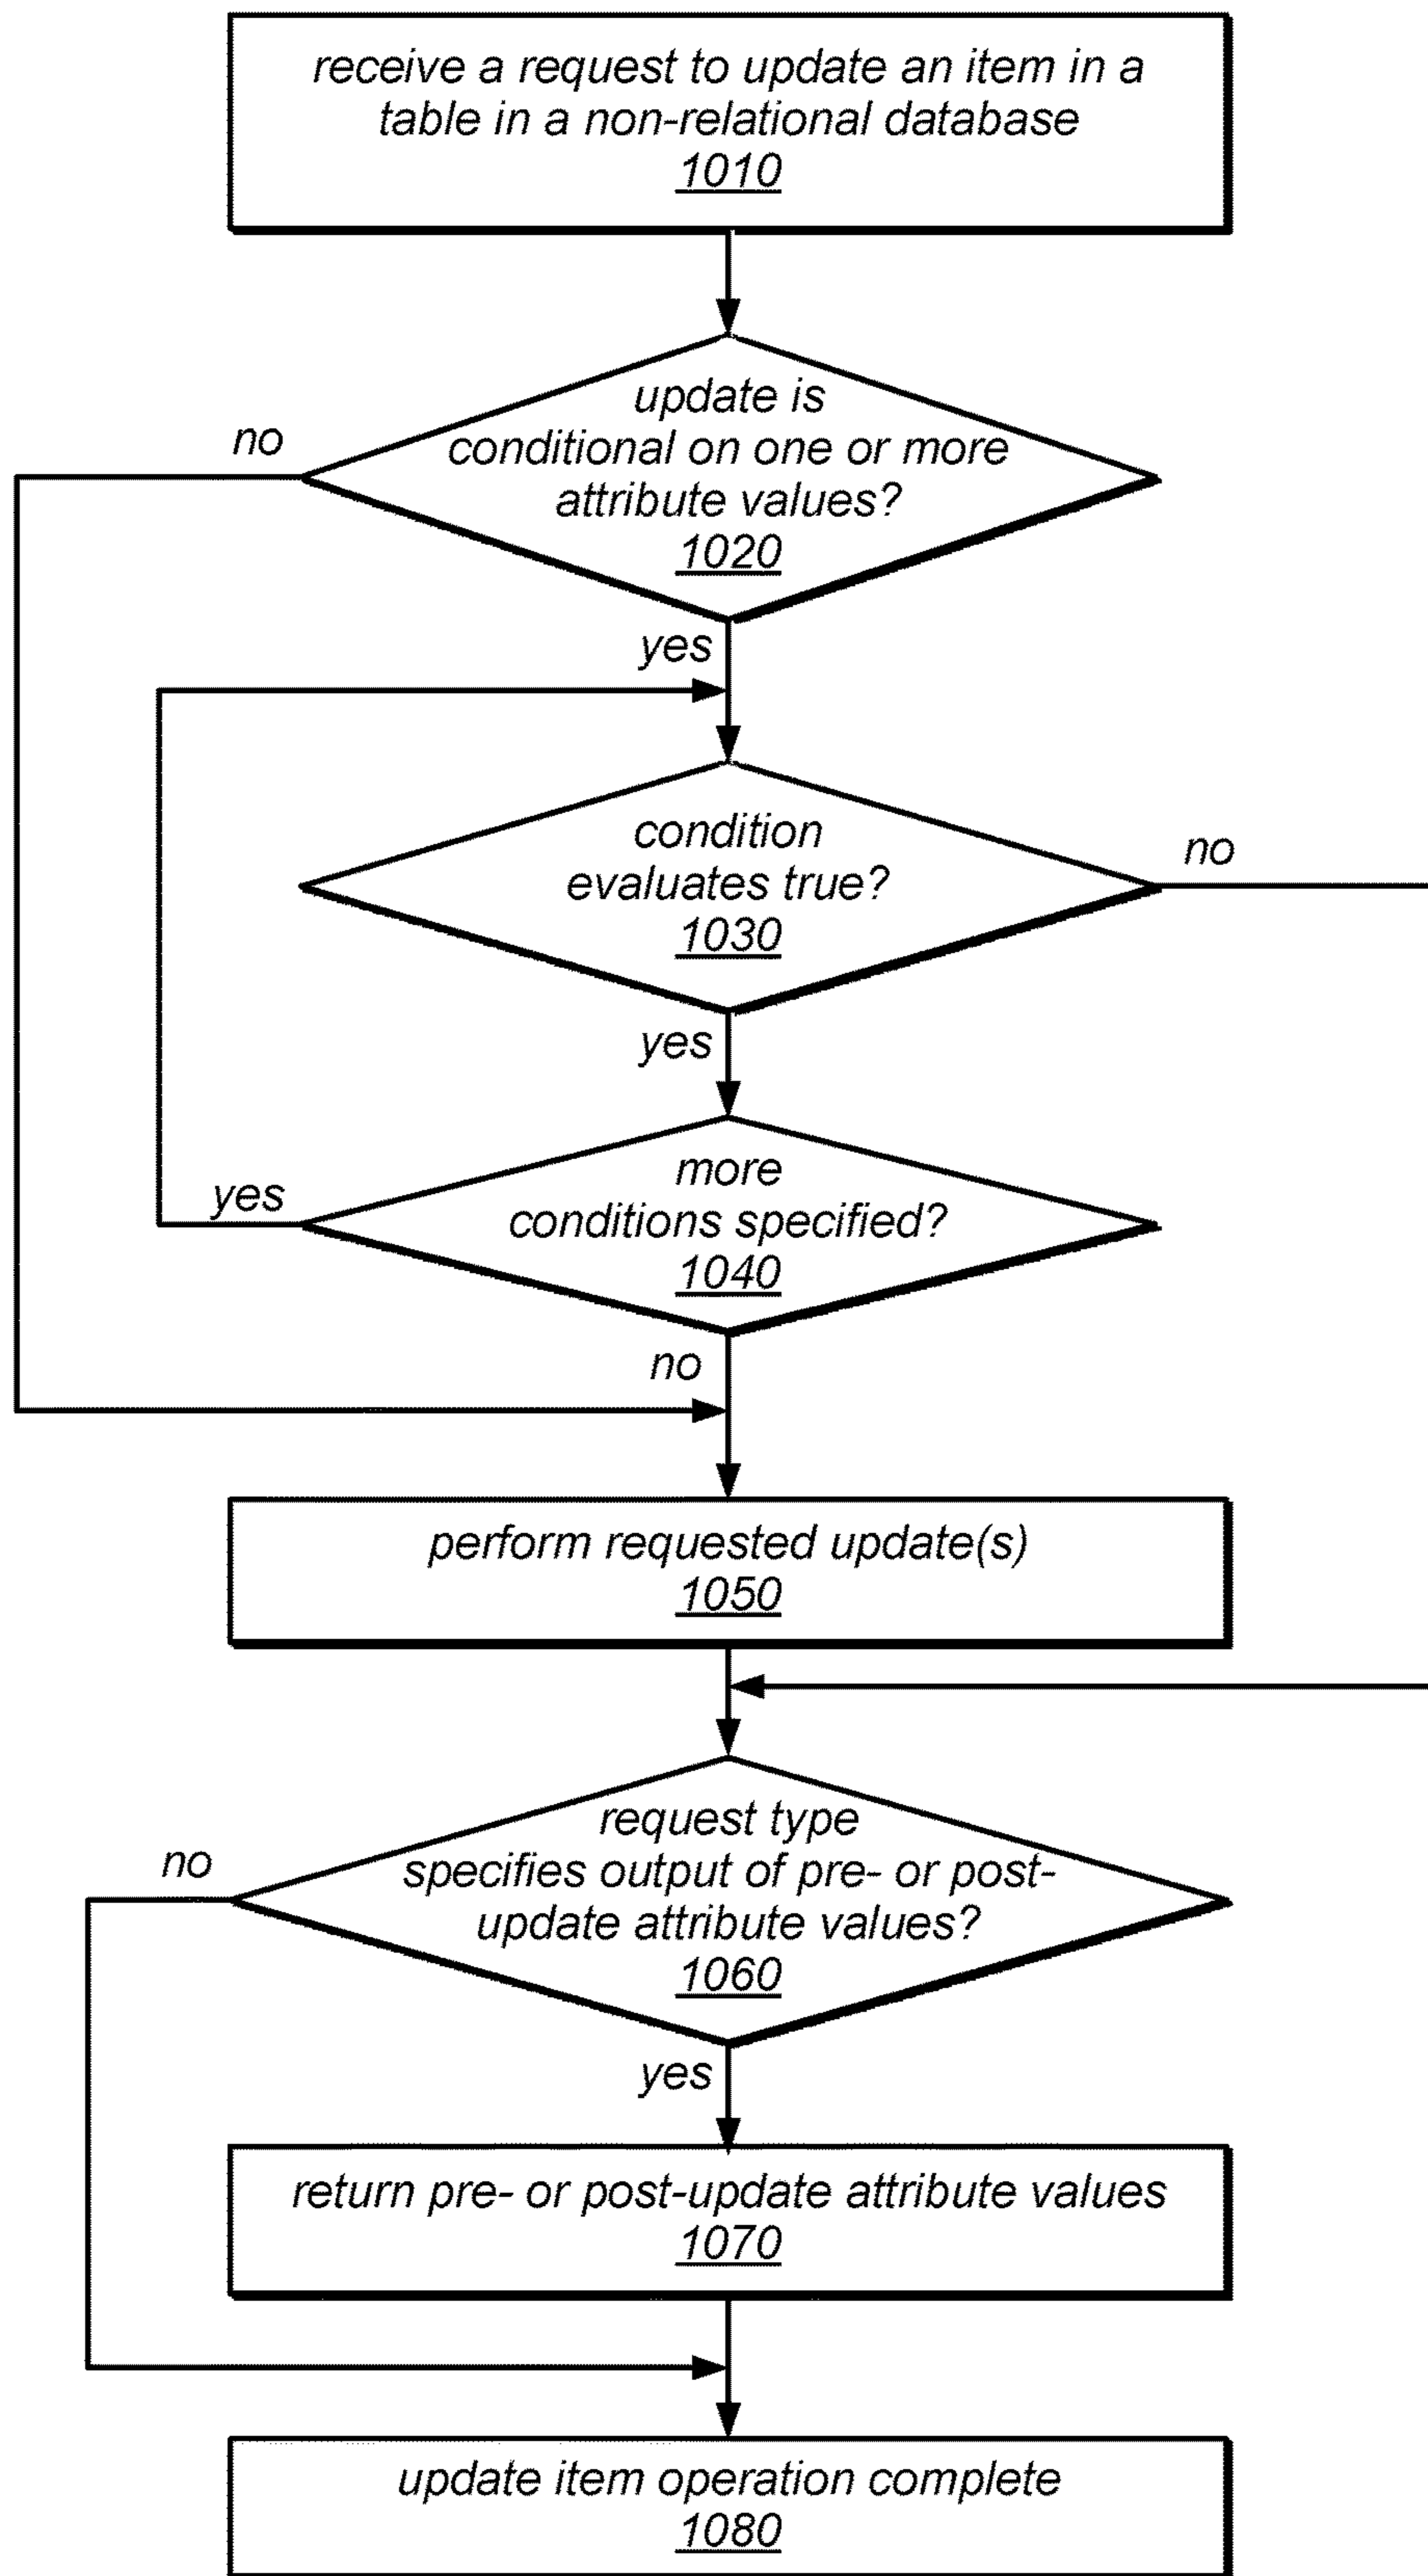 receive a request to update an item in a
table in a non-relational database
1010
update is
conditional on one or more
attribute values?
1020
no
yes
condition
evaluates true?
1030
no
yes
more
conditions specified?
1040
yes
no
perform requested update(s)
1050
request type
specifies output of pre- or post-
update attribute values?
1060
no
yes
return pre- or post-update attribute values
1070
update item operation complete
1080